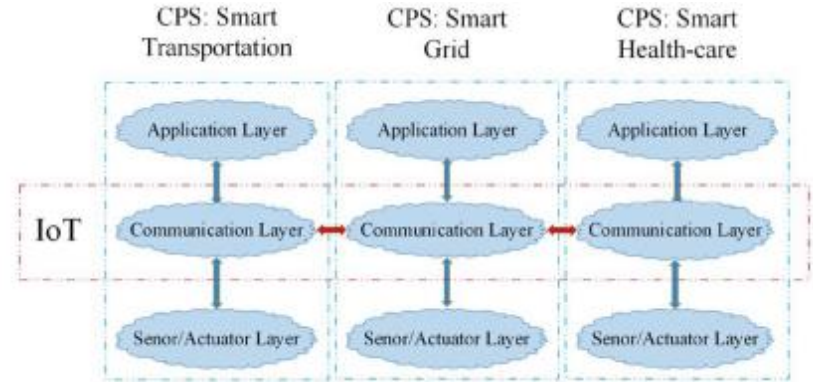 CPS: Smart
Transportation
CPS: Smart
Grid
CPS: Smart
Health-care
Application Layer
Application Layer
Application Layer
IoT
Communication Layer
Communication Layer
Communication Layer
Senor/Actuator Layer
Senor/Actuator Layer
Senor/Actuator Layer